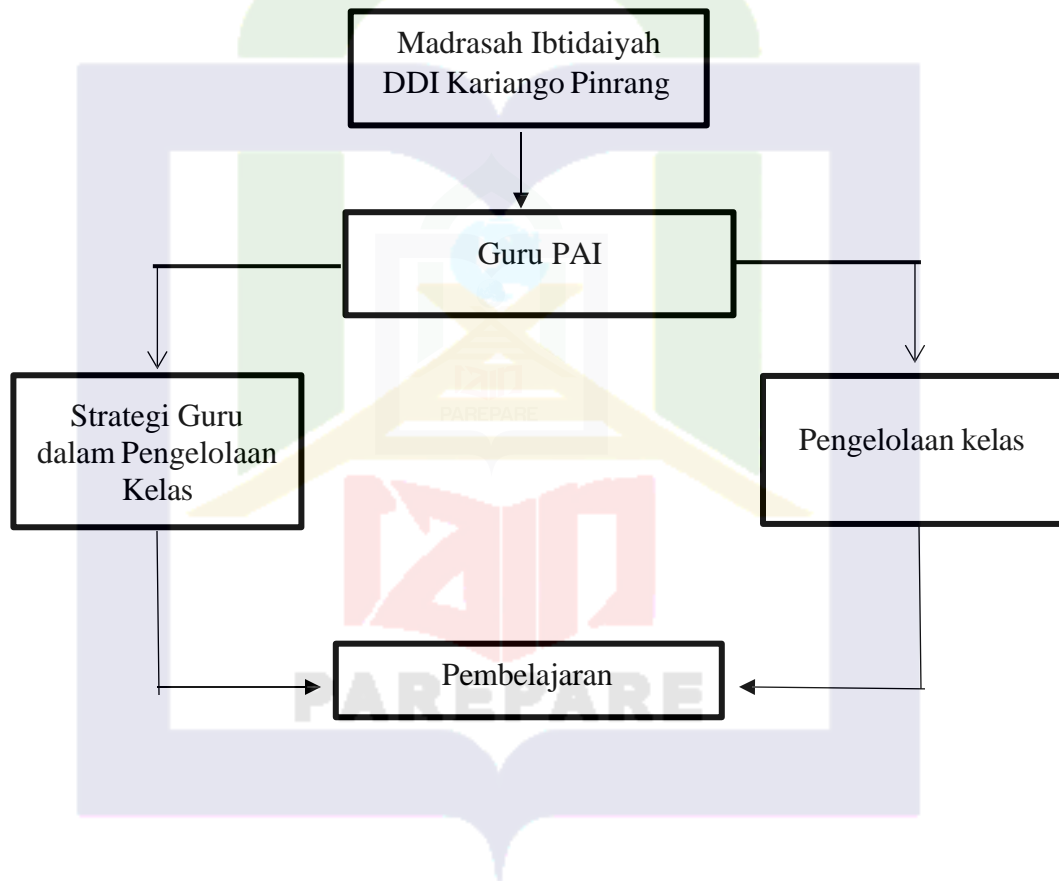 Madrasah Ibtidaiyah
DDI Kariango Pinrang
Guru PAI
Strategi Guru
dalam Pengelolaan
Kelas
Pengelolaan kelas
PAREPARE
Pembelajaran
PAREPARE